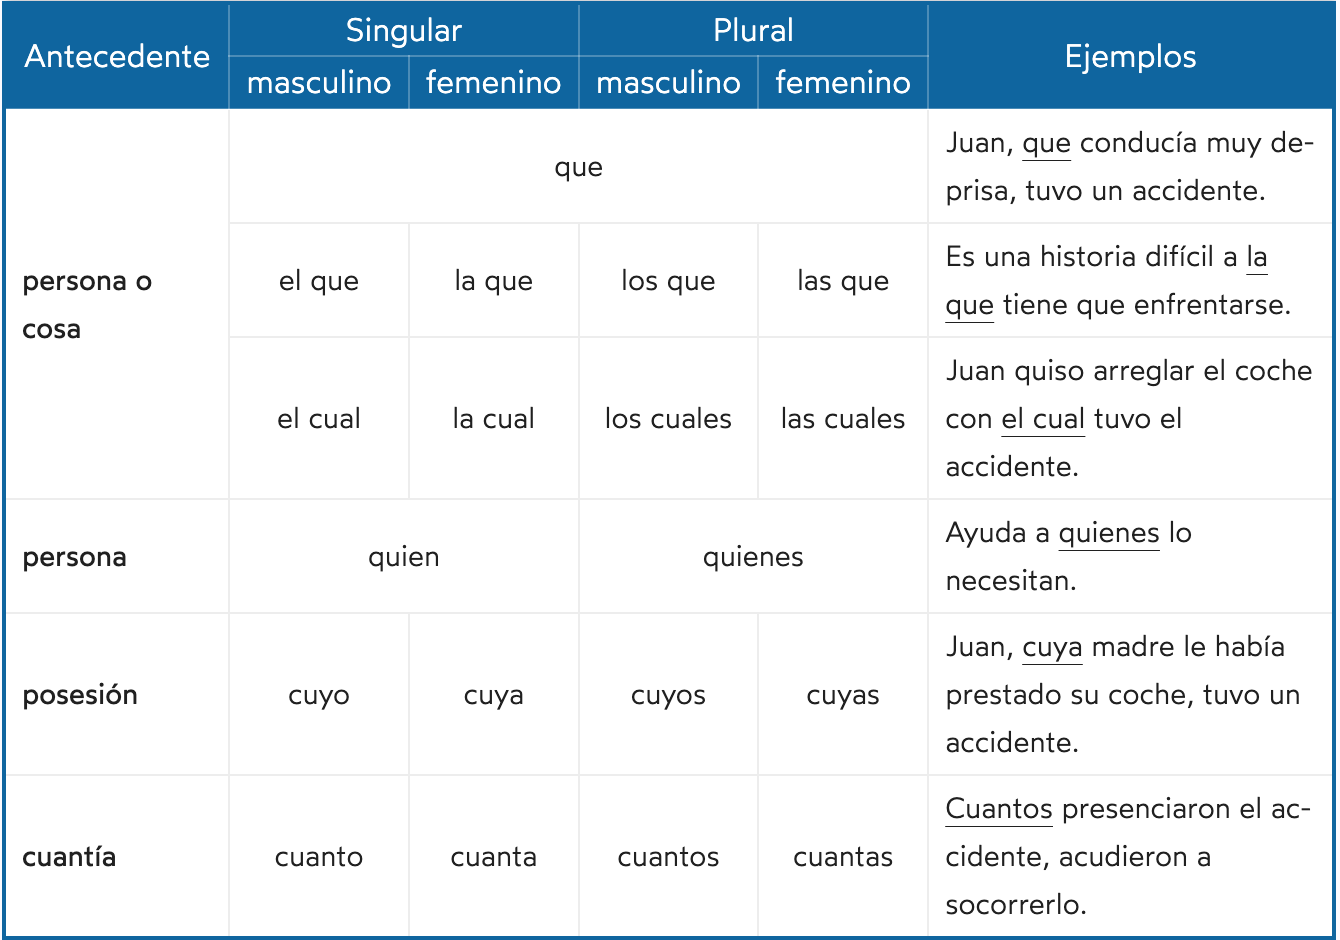 Antecedente Singular Plural Ejemplos
masculino femenino masculino femenino
persona o
cosa
que
Juan, que conducía muy de-
prisa, tuvo un accidente.
el que la que los que las que
Es una historia difícil a la
que tiene que enfrentarse.
el cual la cual los cuales las cuales
Juan quiso arreglar el coche
con el cual tuvo el
accidente.
persona quien quienes
Ayuda a quienes lo
necesitan.
posesión cuyo cuya cuyos cuyas
Juan, cuya madre le había
prestado su coche, tuvo un
accidente.
cuantía cuanto cuanta cuantos cuantas
Cuantos presenciaron el ac-
cidente, acudieron a
socorrerlo.